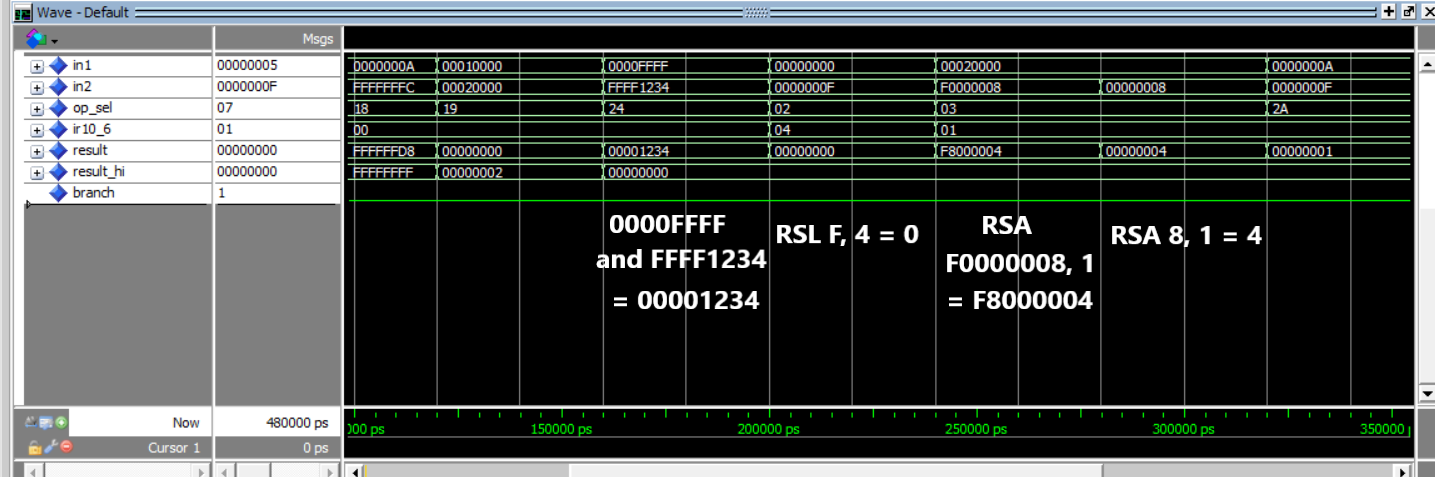 Wave - Default
Msgs
in1 00000005 0000000A 00010000 0000FFFF 00000000 00020000 0000000A
in2 0000000F FFFFFFFC 00020000 FFFF1234 0000000F F0000008 00000008 0000000F
op_sel 07 18 19 24 02 03 2A
ir10_6 01 00 04 01
result 00000000 FFFFFFD8 00000000 00001234 00000000 F8000004 00000004 00000001
result_hi 00000000 FFFFFFFF 00000002 00000000
branch 1
0000FFFF
and FFFF1234
= 00001234
RSL F, 4 = 0
RSA
F0000008, 1
= F8000004
RSA 8, 1 = 4
Now 480000 ps
Cursor 1 0 ps
000 ps 150000 ps 200000 ps 250000 ps 300000 ps 350000